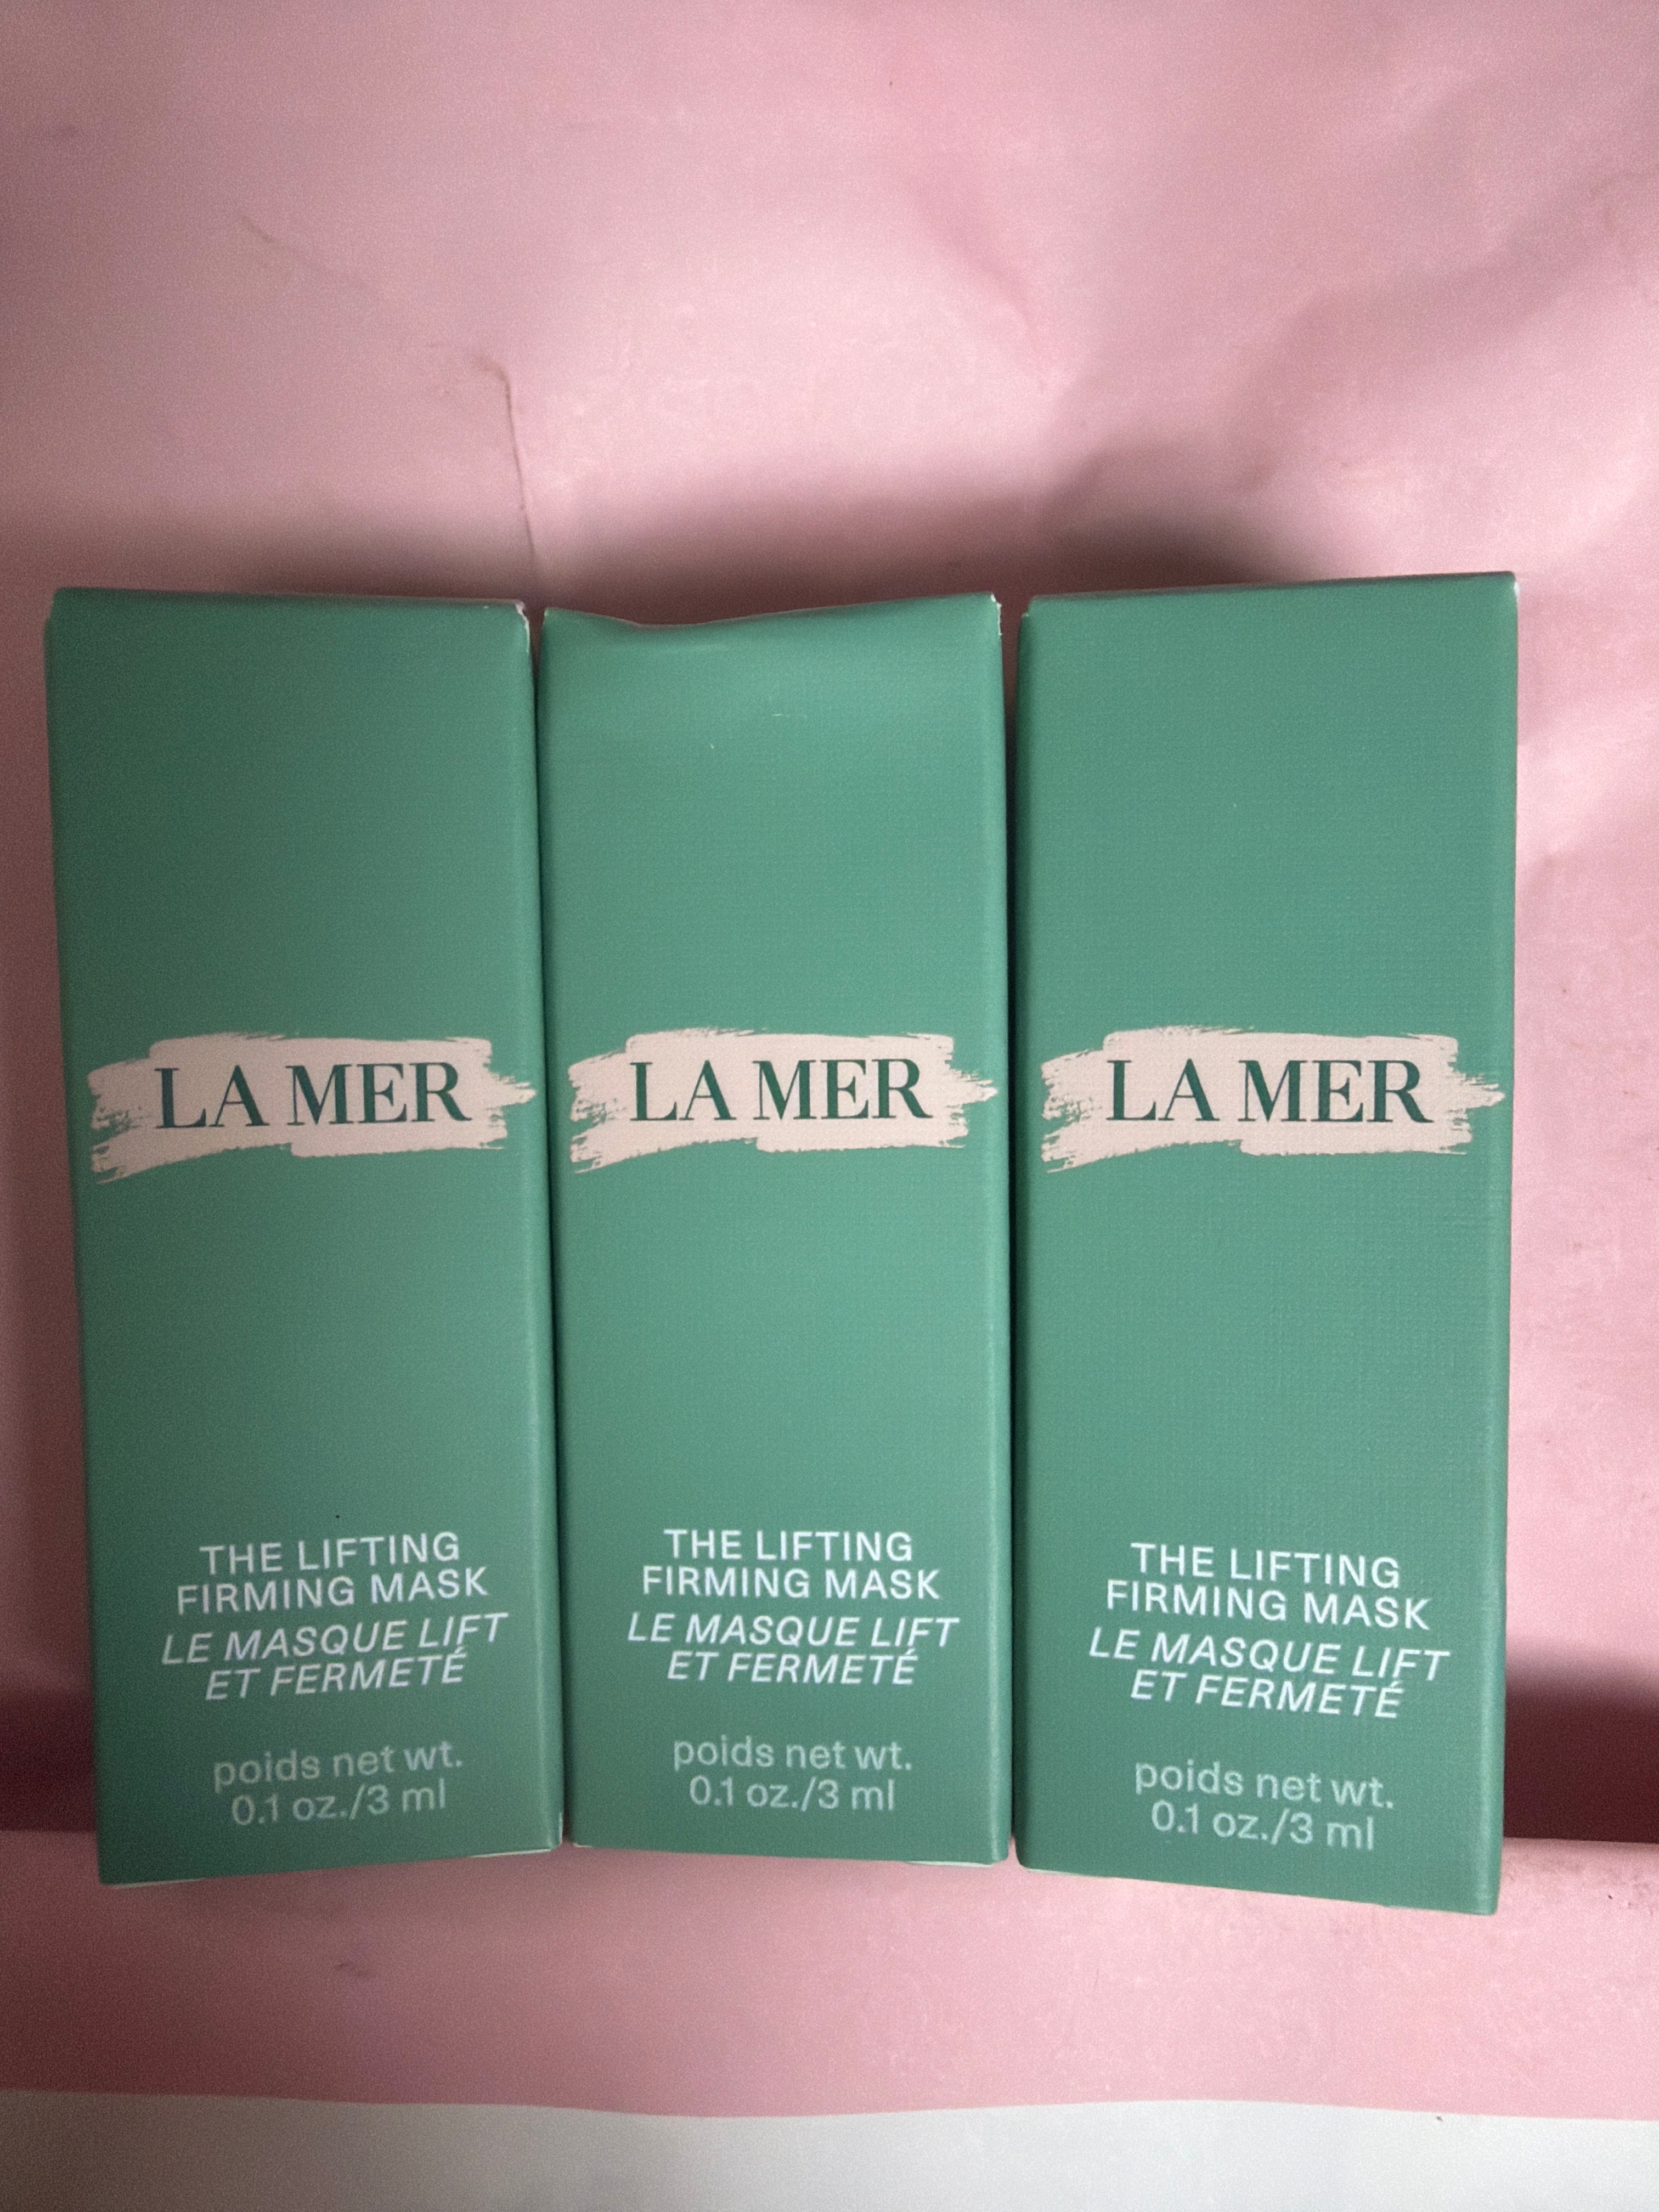 LA MER
THE LIFTING
FIRMING MASK
LE MASQUE LIFT
ET FERMETÉ
poids net wt.
0.1 oz./3 ml
LA MER
THE LIFTING
FIRMING MASK
LE MASQUE LIFT
ET FERMETÉ
poids net wt.
0.1 oz./3 ml
LA MER
THE LIFTING
FIRMING MASK
LE MASQUE LIFT
ET FERMETÉ
poids net wt.
0.1 oz./3 ml